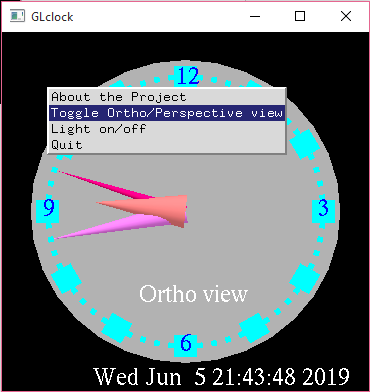 GLclock
12
About the Project
Toggle Ortho/Perspective view
Light on/off
Quit
9
3
Ortho view
6
Wed Jun 5 21:43:48 2019